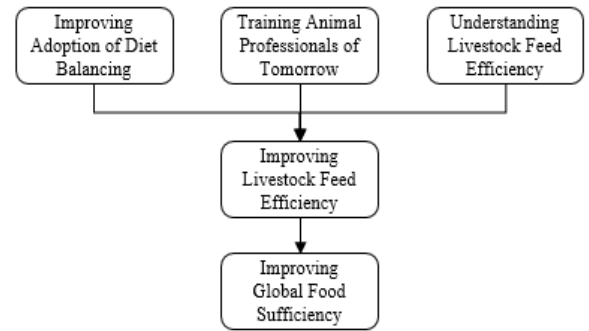 Improving
Adoption of Diet
Balancing
Training Animal
Professionals of
Tomorrow
Understanding
Livestock Feed
Efficiency
Improving
Livestock Feed
Efficiency
Improving
Global Food
Sufficiency